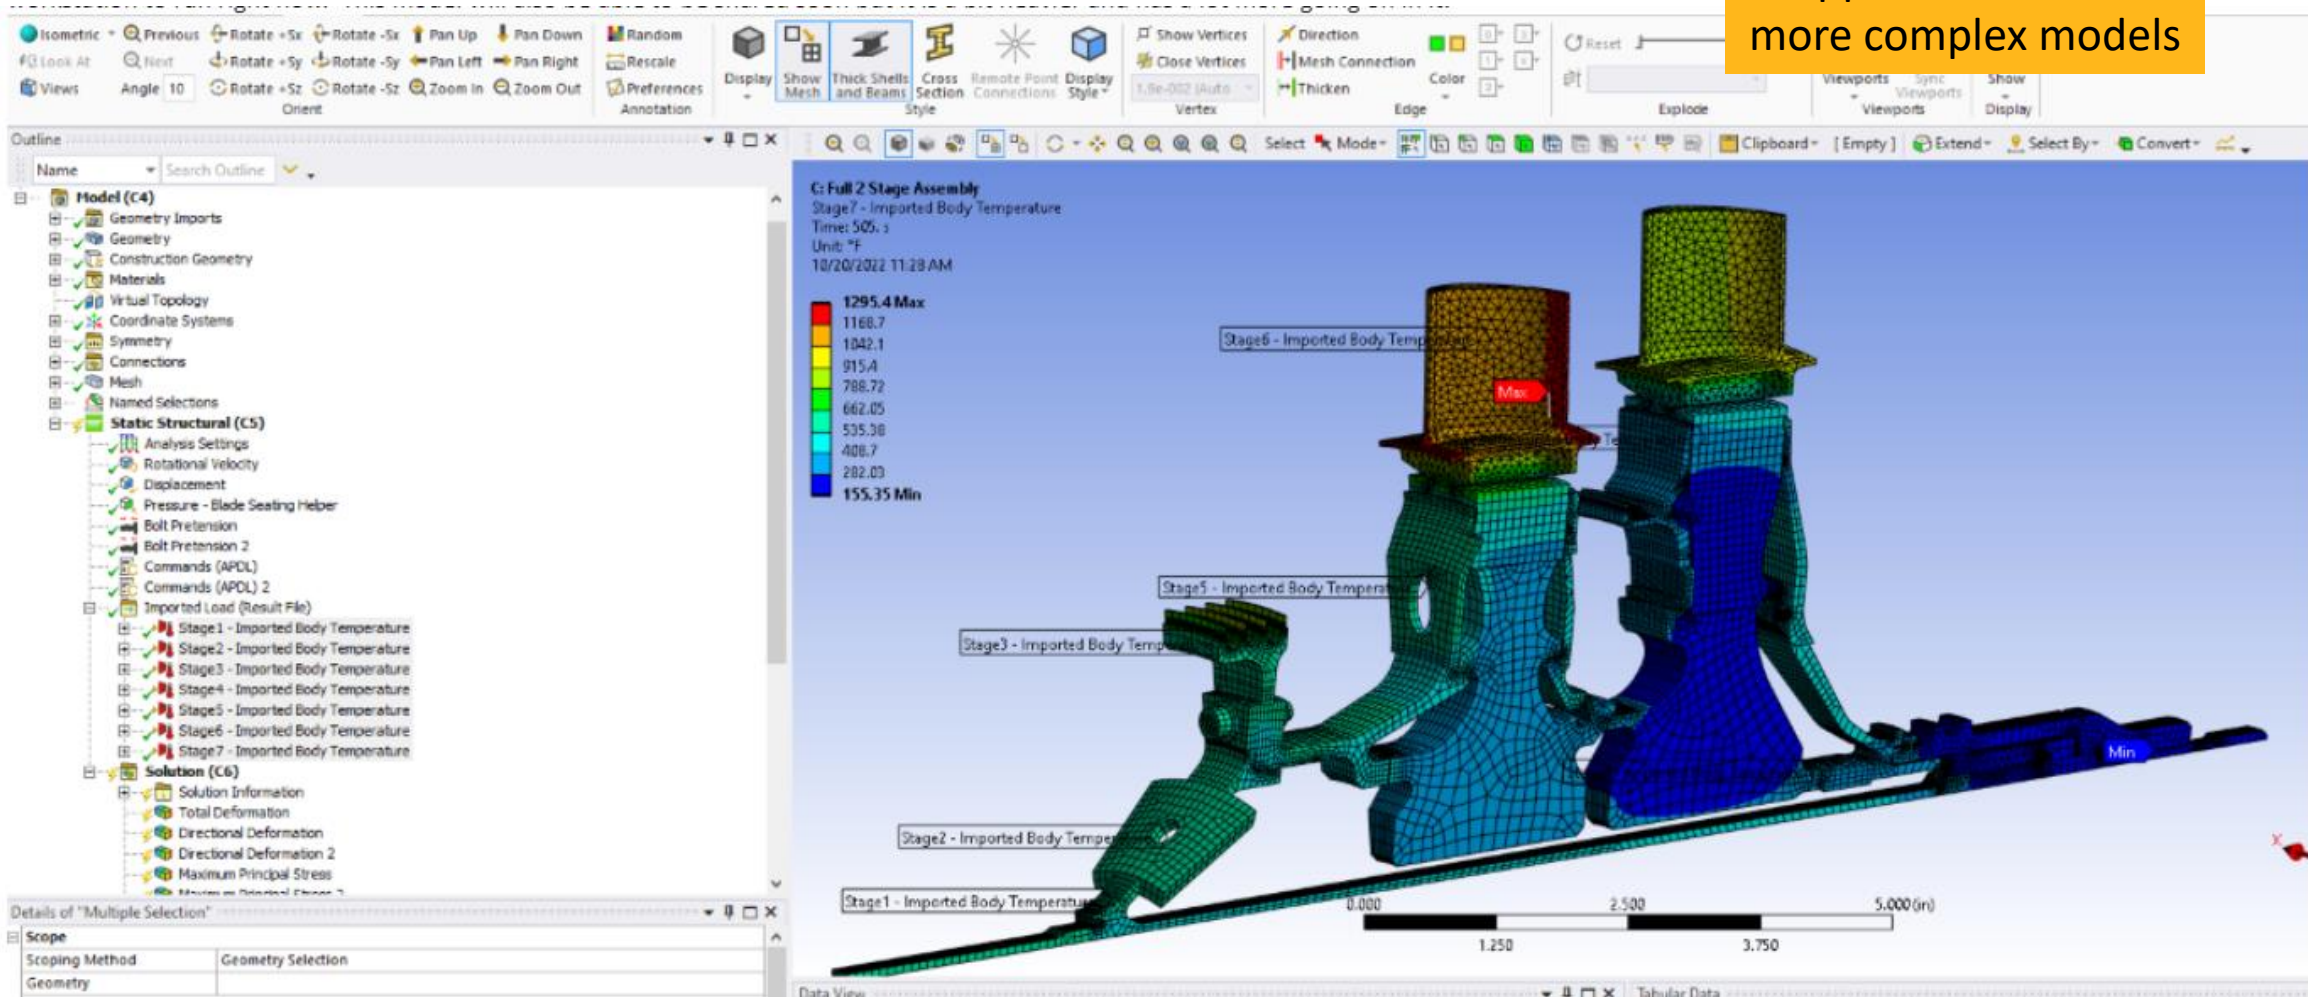 more complex models
Isometric Previous Rotate +Sx Rotate -Sx Pan Up Pan Down Random
Look At Next Rotate +Sy Rotate -Sy Pan Left Pan Right Rescale
Views Angle 10 Rotate +Sz Rotate -Sz Zoom In Zoom Out Preferences
Orient Annotation
Display Show Mesh Thick Shells and Beams Cross Section Remote Point Connections Display Style
Style
Show Vertices
Close Vertices
Vertex
Direction
Mesh Connection
Thicken
Color
Edge
Reset
Explode
Viewports Sync Viewports
Viewports
Show
Display
Outline
Name Search Outline
Select Mode Clipboard [Empty] Extend Select By Convert
Model (C4)
Geometry Imports
Geometry
Construction Geometry
Materials
Virtual Topology
Coordinate Systems
Symmetry
Connections
Mesh
Named Selections
Static Structural (C5)
Analysis Settings
Rotational Velocity
Displacement
Pressure - Blade Seating Helper
Bolt Pretension
Bolt Pretension 2
Commands (APDL)
Commands (APDL) 2
Imported Load (Result File)
Stage1 - Imported Body Temperature
Stage2 - Imported Body Temperature
Stage3 - Imported Body Temperature
Stage4 - Imported Body Temperature
Stage5 - Imported Body Temperature
Stage6 - Imported Body Temperature
Stage7 - Imported Body Temperature
Solution (C6)
Solution Information
Total Deformation
Directional Deformation
Directional Deformation 2
Maximum Principal Stress
Details of "Multiple Selection"
Scope
Scoping Method Geometry Selection
Geometry
C: Full 2 Stage Assembly
Stage7 - Imported Body Temperature
Time: 505. s
Unit: °F
10/20/2022 11:28 AM
1295.4 Max
1168.7
1042.1
915.4
788.72
662.05
535.38
408.7
282.03
155.35 Min
Stage6 - Imported Body
Max
Stage5 - Imported Body
Stage3 - Imported Body
Stage2 - Imported Body
Stage1 - Imported Body Temperature
Min
X
0.000 2.500 5.000 (in)
1.250 3.750
Data View Tabular Data